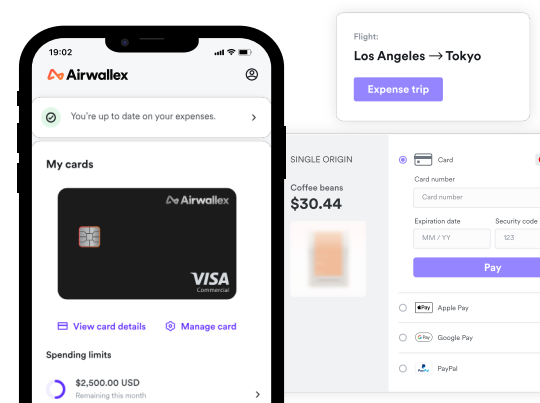 19:02
Airwallex
You're up to date on your expenses.
My cards
Airwallex
VISA
Commercial
View card details
Manage card
Spending limits
$2,500.00 USD
Remaining this month
Flight:
Los Angeles → Tokyo
Expense trip
SINGLE ORIGIN
Coffee beans
$30.44
Card
Card number
Card number
Expiration date
Security code
MM / YY
123
Pay
Pay
Apple Pay
G Pay
Google Pay
PayPal
PayPal